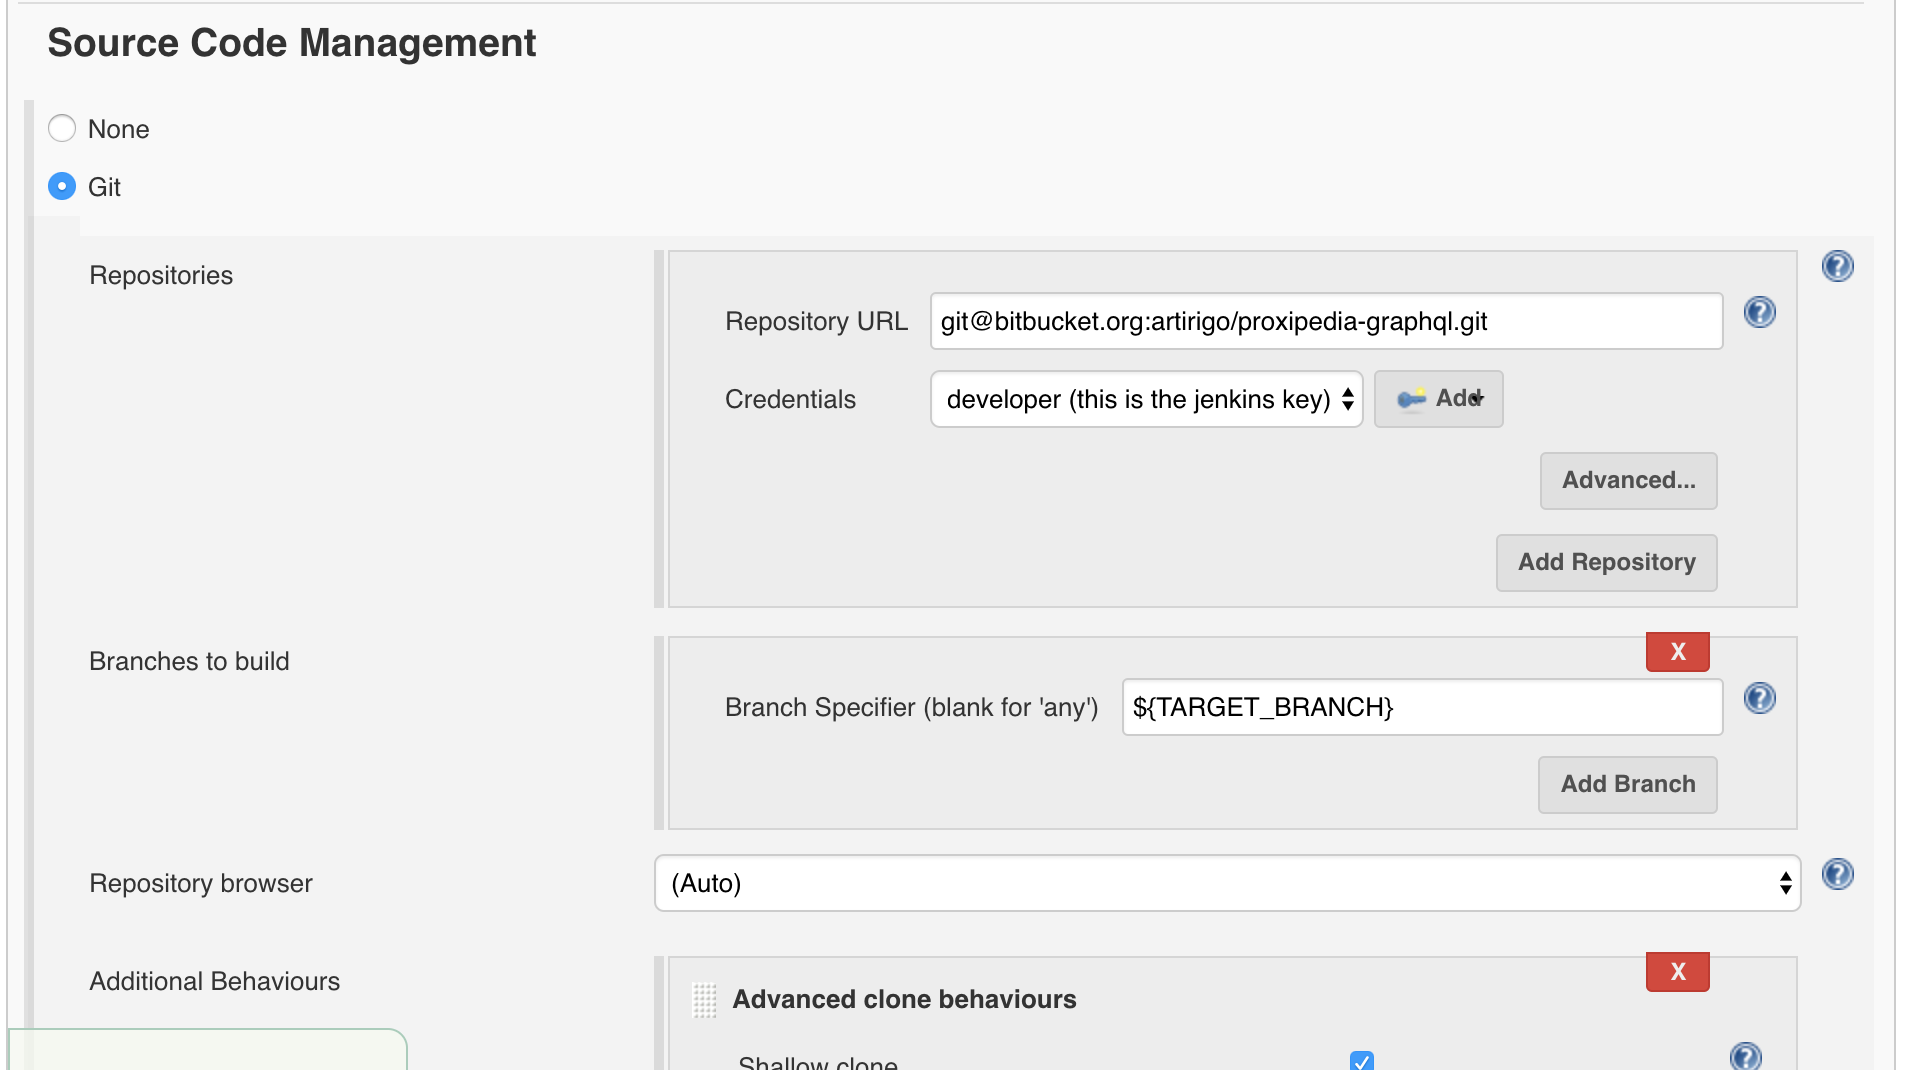 Source Code Management
None
Git
Repositories
Repository URL git@bitbucket.org:artirigo/proxipedia-graphql.git
Credentials developer (this is the jenkins key) Add
Advanced...
Add Repository
Branches to build
X
Branch Specifier (blank for 'any') ${TARGET_BRANCH}
Add Branch
Repository browser (Auto)
Additional Behaviours
X
Advanced clone behaviours
Shallow clone